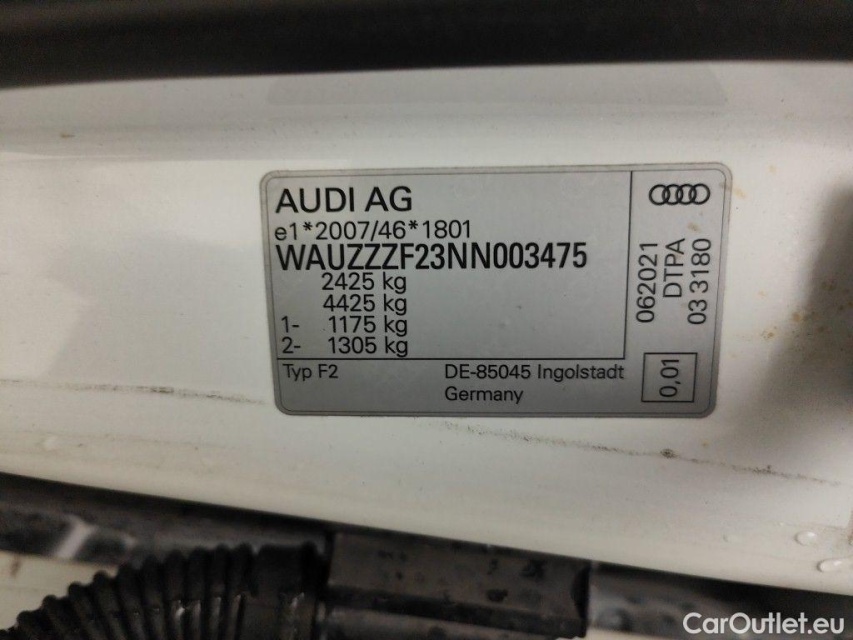 AUDI AG
e1*2007/46*1801
WAUZZZF23NN003475
2425 kg
4425 kg
1- 1175 kg
2- 1305 kg
Typ F2
DE-85045 Ingolstadt
Germany
062021
DTPA
03 3180
0,01
CarOutlet.eu